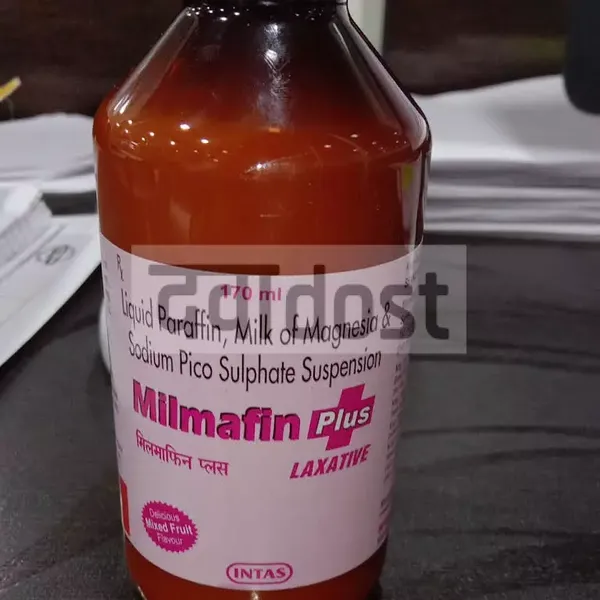 Rx
170 ml
Liquid Paraffin, Milk of Magnesia &
Sodium Pico Sulphate Suspension
Milmafin Plus
मिलमाफिन प्लस
LAXATIVE
Delicious
Mixed Fruit
Flavour
INTAS